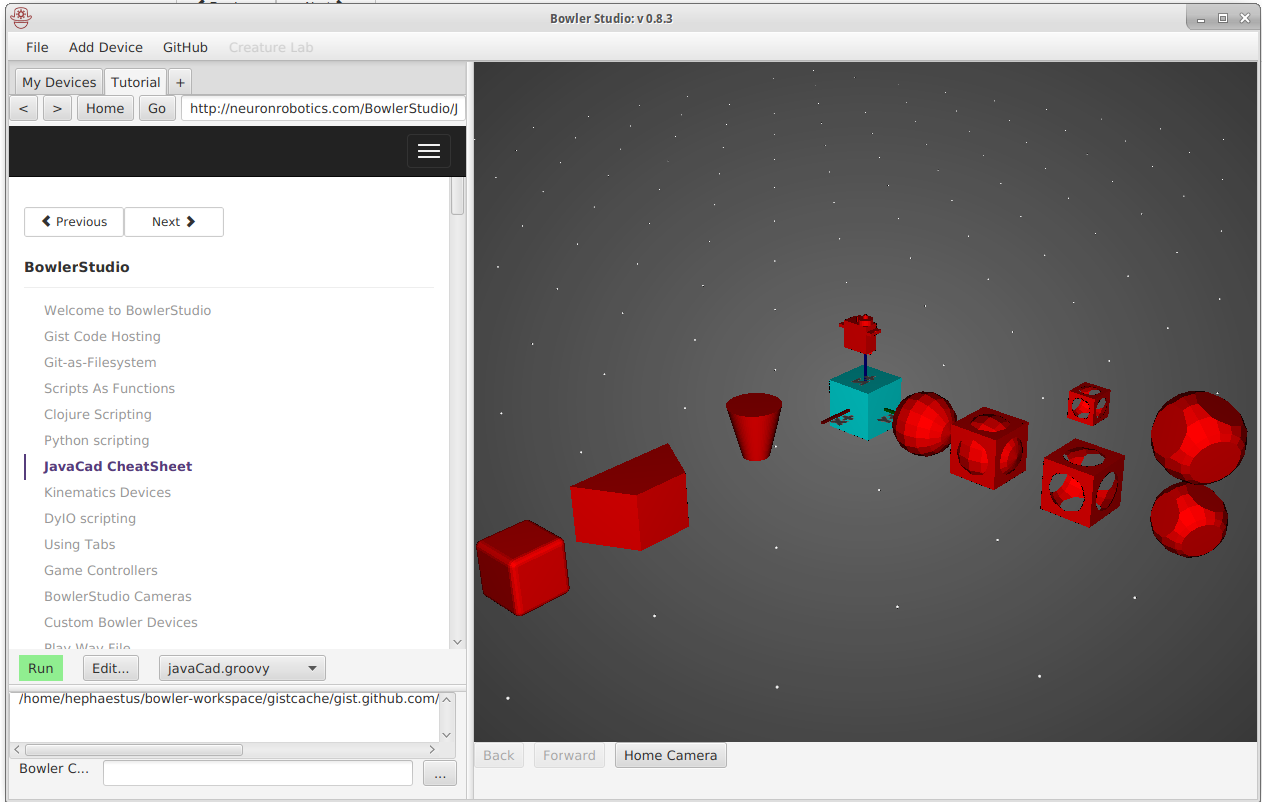 Bowler Studio: v 0.8.3
File Add Device GitHub Creature Lab
My Devices Tutorial +
< > Home Go http://neuronrobotics.com/BowlerStudio/J
Previous Next
BowlerStudio
Welcome to BowlerStudio
Gist Code Hosting
Git-as-Filesystem
Scripts As Functions
Clojure Scripting
Python scripting
JavaCad CheatSheet
Kinematics Devices
DyIO scripting
Using Tabs
Game Controllers
BowlerStudio Cameras
Custom Bowler Devices
Play Way File
Run Edit... javaCad.groovy
/home/hephaestus/bowler-workspace/gistcache/gist.github.com/
Back Forward Home Camera
Bowler C... ...